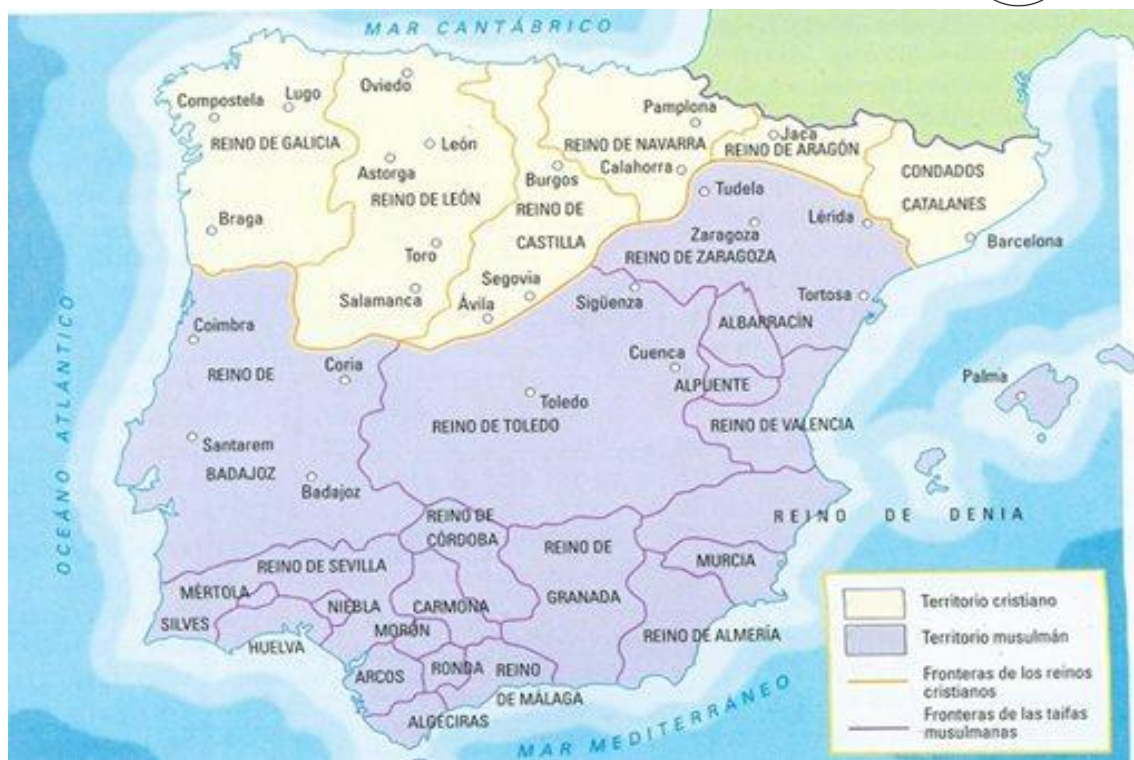 MAR CANTÁBRICO
Compostela
Lugo
REINO DE GALICIA
Braga
Oviedo
León
Astorga
REINO DE LEÓN
Toro
Salamanca
Burgos
REINO DE
CASTILLA
Segovia
Ávila
Pamplona
REINO DE NAVARRA
Calahorra
Jaca
REINO DE ARAGÓN
CONDADOS
CATALANES
Barcelona
Tudela
Zaragoza
REINO DE ZARAGOZA
Lérida
Tortosa
Sigüenza
ALBARRACÍN
Cuenca
ALPUENTE
REINO DE VALENCIA
Toledo
REINO DE TOLEDO
Coimbra
REINO DE
Coria
Santarem
BADAJOZ
Badajoz
OCEÁNO ATLÁNTICO
Palma
REINO DE DENIA
REINO DE
CÓRDOBA
REINO DE
GRANADA
MURCIA
REINO DE ALMERÍA
REINO DE SEVILLA
MÉRTOLA
SILVES
HUELVA
NIEBLA
CARMONA
MORÓN
ARCOS
RONDA
REINO
DE MÁLAGA
ALGECIRAS
MAR MEDITERRÁNEO
Territorio cristiano
Territorio musulmán
Fronteras de los reinos
cristianos
Fronteras de las taifas
musulmanas